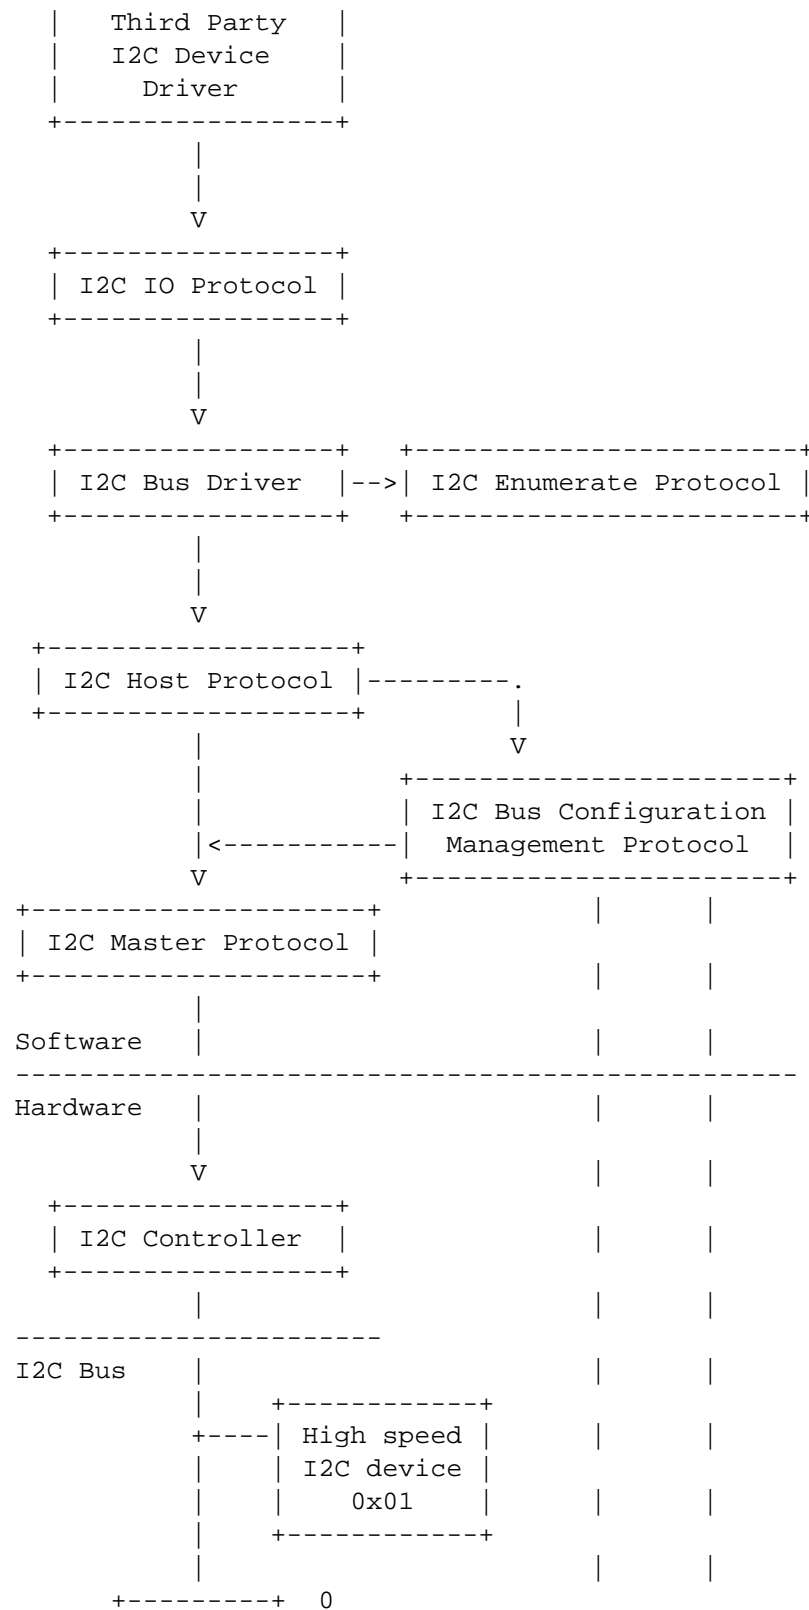 |   Third Party   |
|   I2C Device    |
|     Driver      |
+-----------------+
|
|
V
+-----------------+
| I2C IO Protocol |
+-----------------+
|
|
V
+-----------------+   +------------------------+
| I2C Bus Driver  |-->| I2C Enumerate Protocol |
+-----------------+   +------------------------+
|
|
V
+--------------------+
| I2C Host Protocol |---------.
+--------------------+         |
|                   V
|            +-----------------------+
|            | I2C Bus Configuration |
|<-----------|  Management Protocol  |
V            +-----------------------+
+---------------------+             |      |
| I2C Master Protocol |
+---------------------+             |      |
|
Software   |                        |      |
-------------------------------------------------
Hardware   |                        |      |
|
V                        |      |
+-----------------+
| I2C Controller  |               |      |
+-----------------+
|                        |      |
-----------------------
I2C Bus    |                        |      |
|    +------------+
+----| High speed |      |      |
|    | I2C device |
|    |    0x01    |      |      |
|    +------------+
|                        |      |
+---------+  0